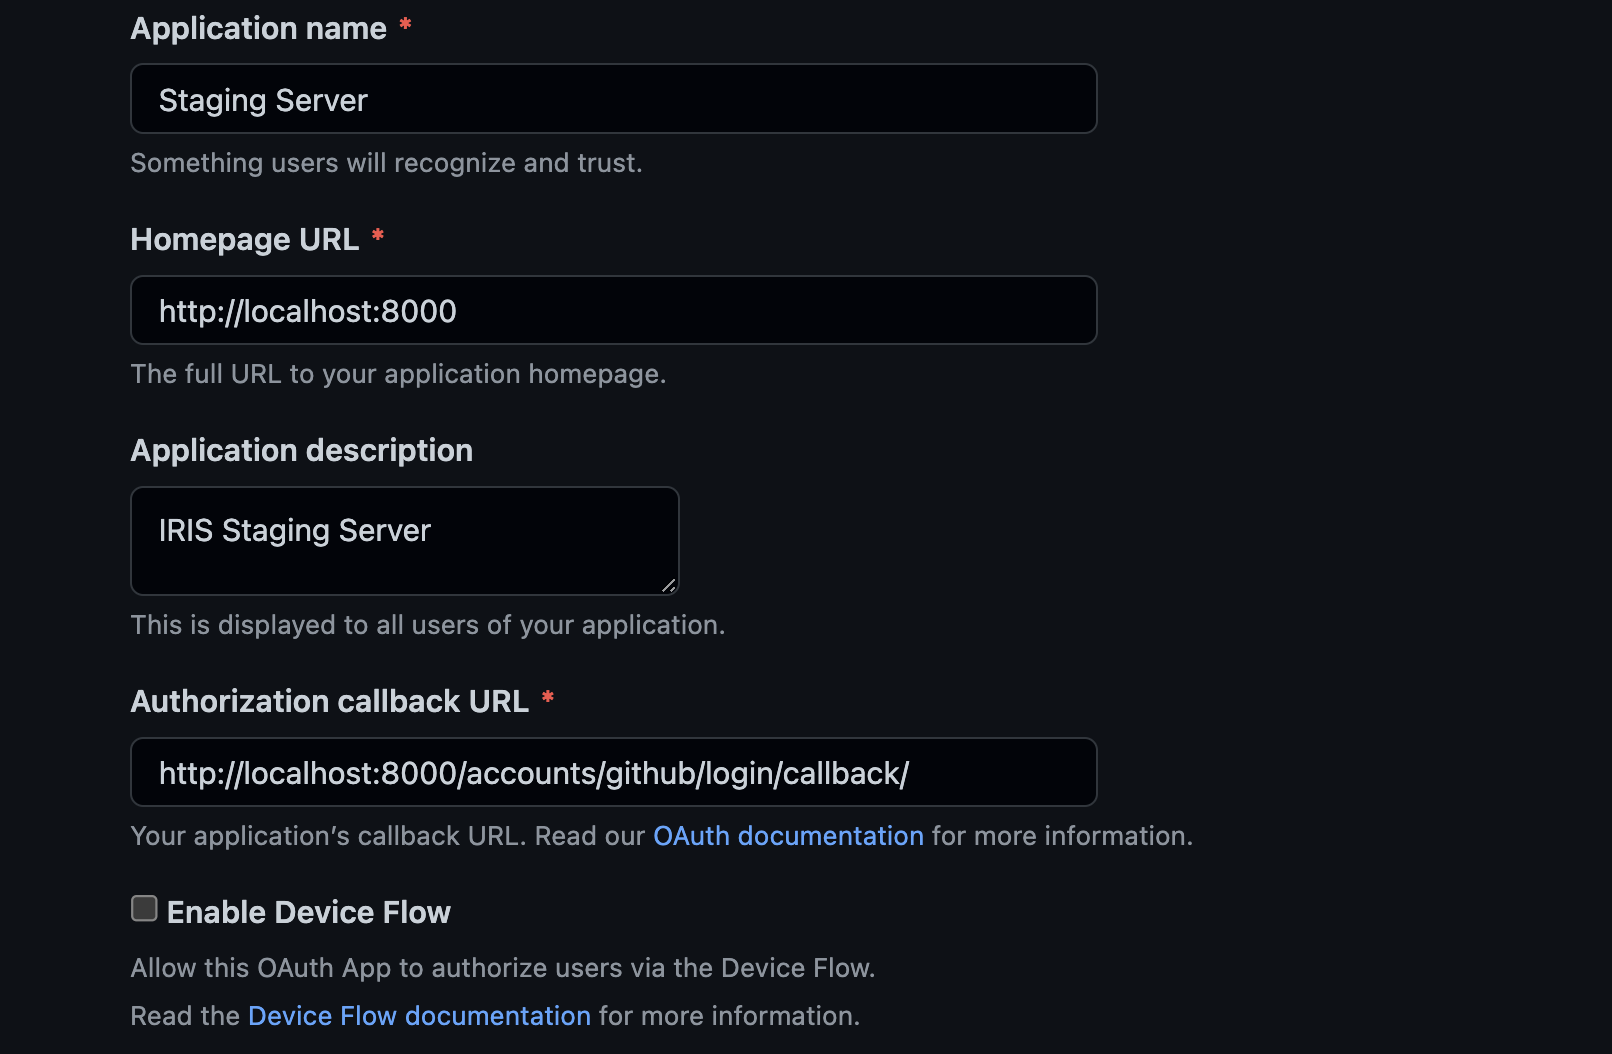 Application name *
Staging Server
Something users will recognize and trust.
Homepage URL *
http://localhost:8000
The full URL to your application homepage.
Application description
IRIS Staging Server
This is displayed to all users of your application.
Authorization callback URL *
http://localhost:8000/accounts/github/login/callback/
Your application’s callback URL. Read our OAuth documentation for more information.
Enable Device Flow
Allow this OAuth App to authorize users via the Device Flow.
Read the Device Flow documentation for more information.